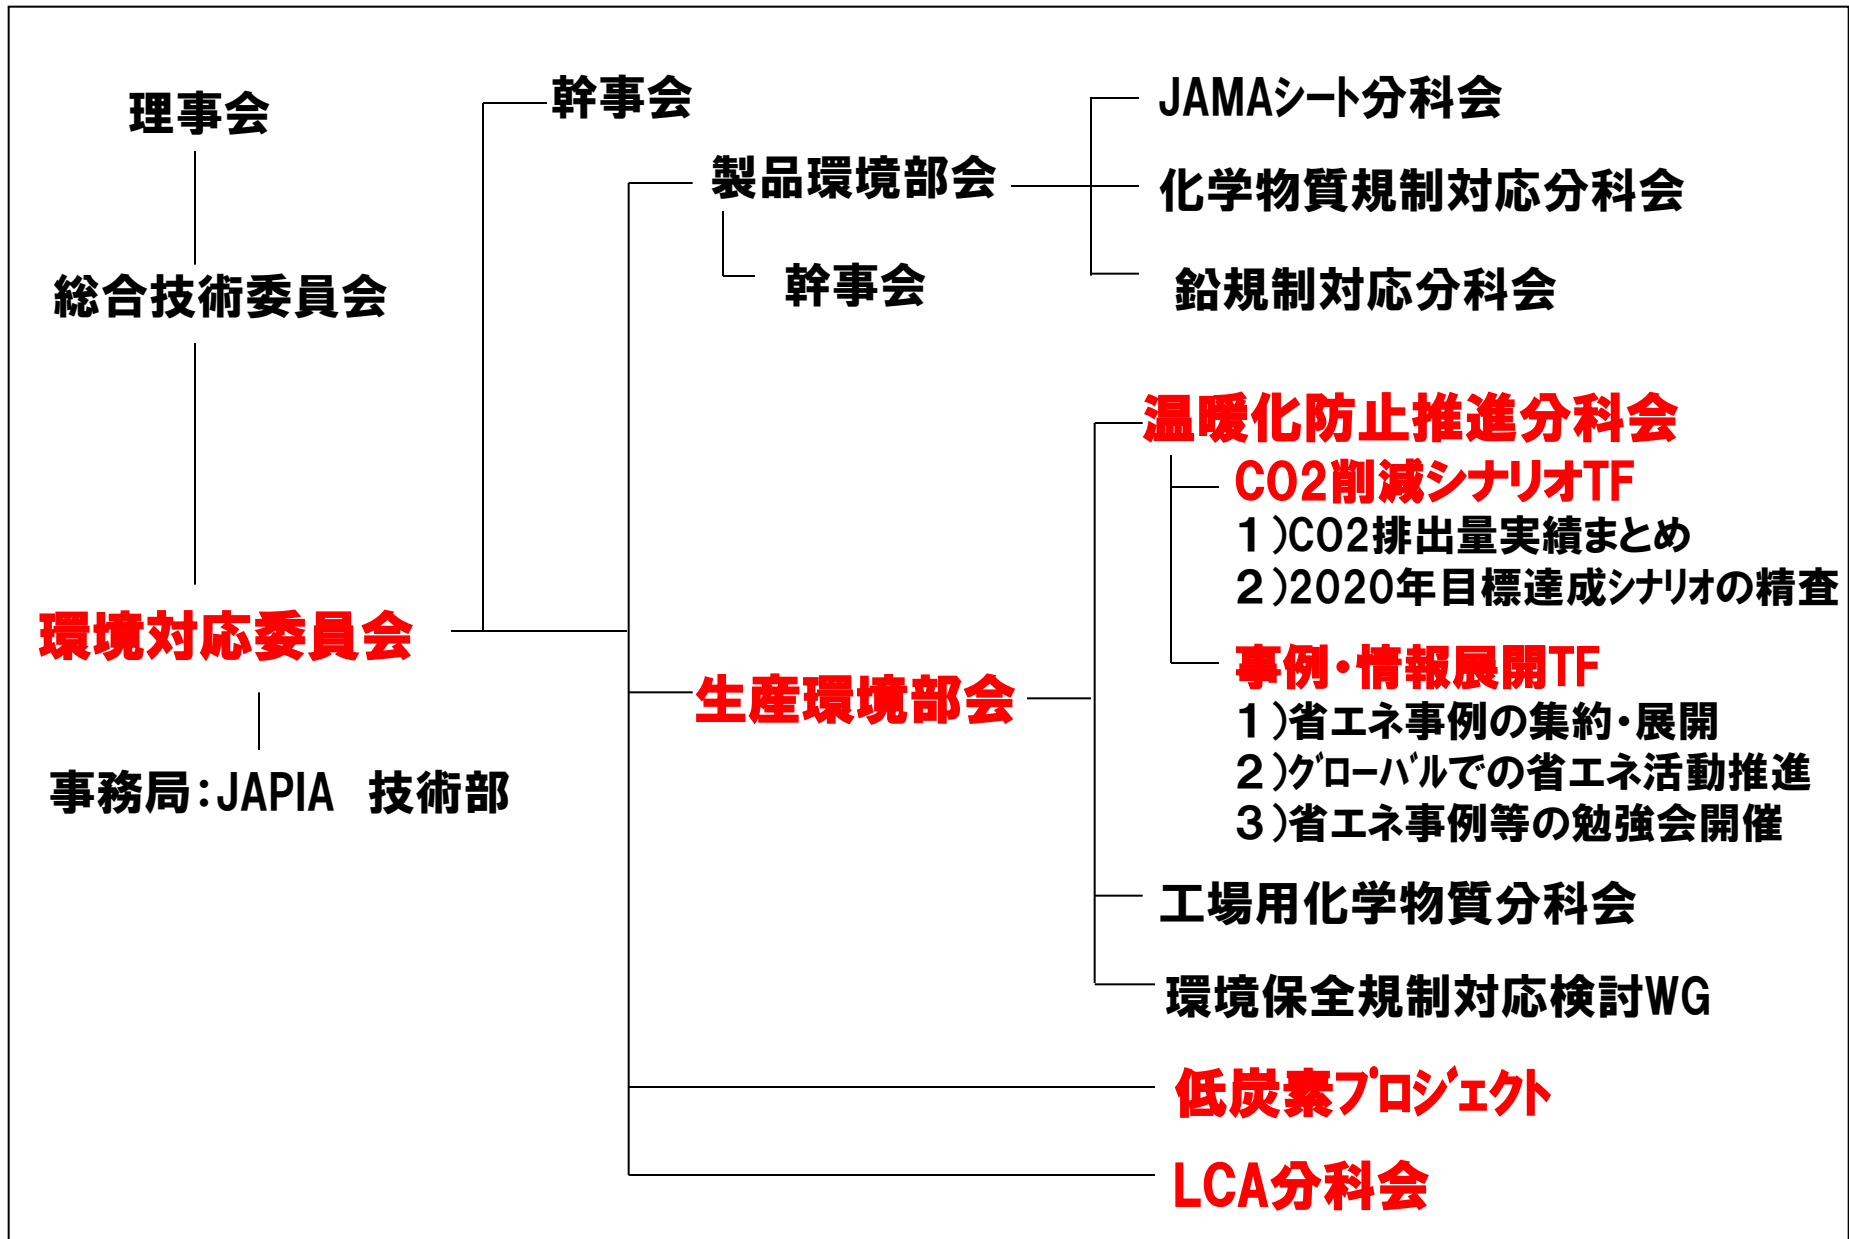 理事会
総合技術委員会
環境対応委員会
事務局：JAPIA　技術部
幹事会
製品環境部会
幹事会
JAMAシート分科会
化学物質規制対応分科会
鉛規制対応分科会
生産環境部会
温暖化防止推進分科会
CO2削減シナリオTF
１)CO2排出量実績まとめ
２)2020年目標達成シナリオの精査
事例・情報展開TF
１)省エネ事例の集約・展開
２)グローバルでの省エネ活動推進
３)省エネ事例等の勉強会開催
工場用化学物質分科会
環境保全規制対応検討WG
低炭素プロジェクト
LCA分科会